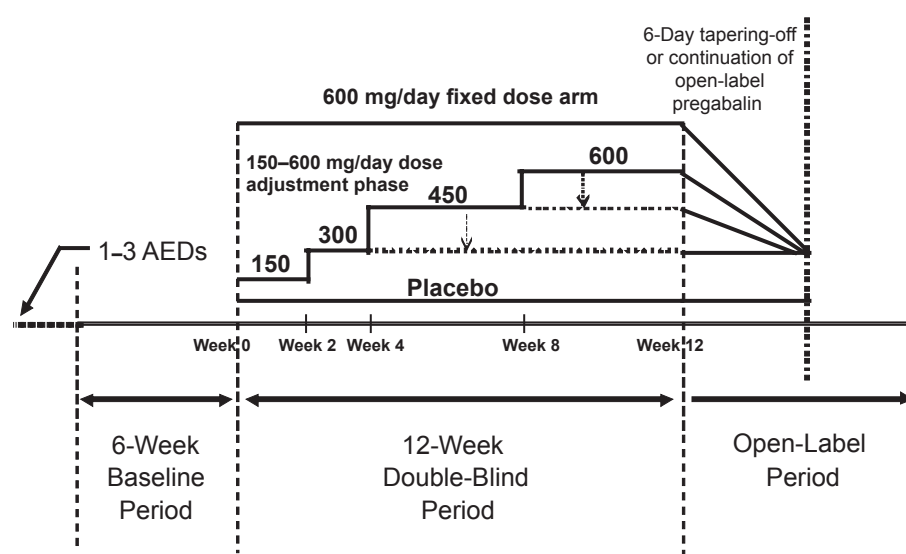 6-Day tapering-off
or continuation of
open-label
pregabalin
600 mg/day fixed dose arm
150–600 mg/day dose
adjustment phase
600
450
300
150
1–3 AEDs
Placebo
Week 0
Week 2
Week 4
Week 8
Week 12
6-Week
Baseline
Period
12-Week
Double-Blind
Period
Open-Label
Period